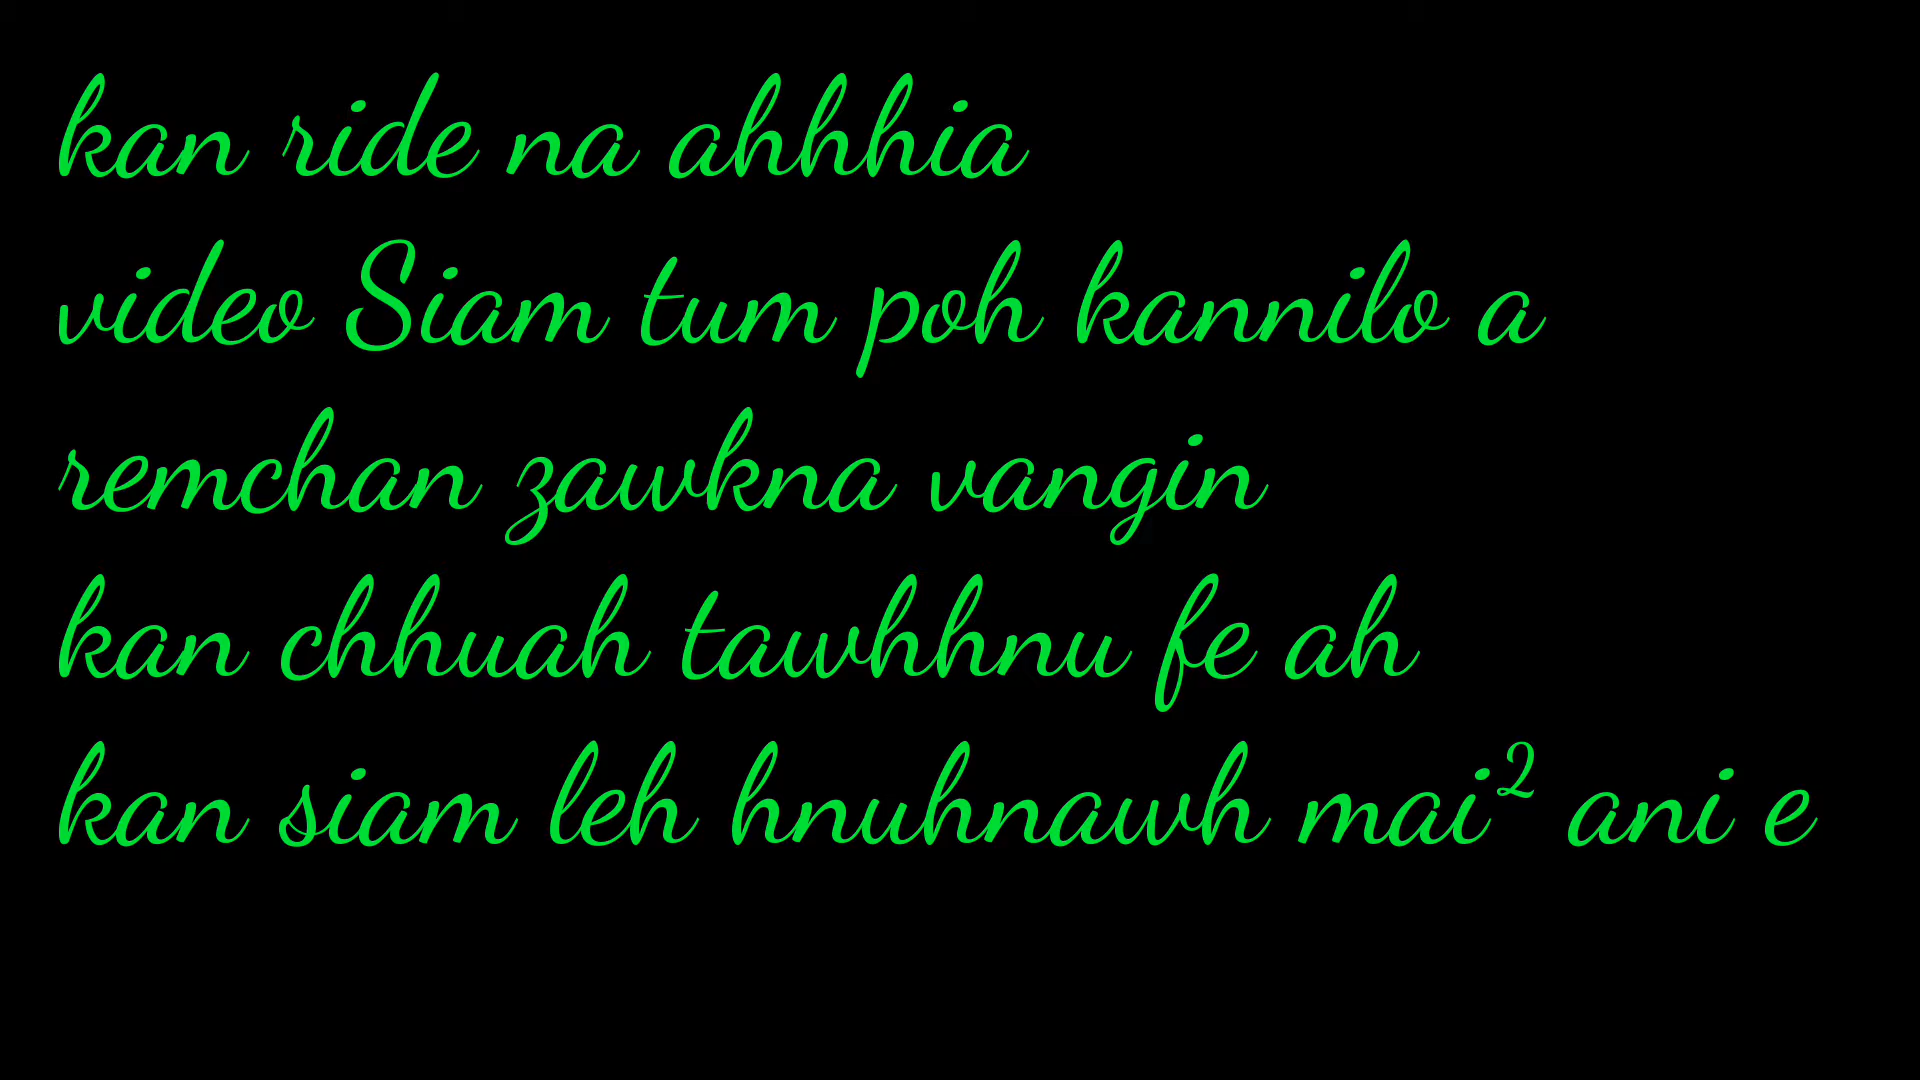 kan ride na ahhhia
video Siam tum poh kannilo a
remchan zawkna vangin
kan chhuah tawhhnu fe ah
kan siam leh hnuhnawh mai² ani e